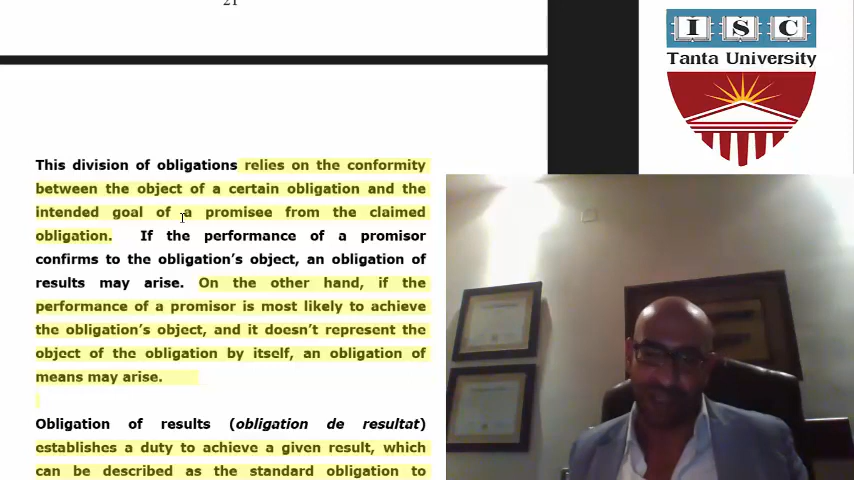 21
I S C
Tanta University
This division of obligations relies on the conformity
between the object of a certain obligation and the
intended goal of a promisee from the claimed
obligation. If the performance of a promisor
confirms to the obligation's object, an obligation of
results may arise. On the other hand, if the
performance of a promisor is most likely to achieve
the obligation's object, and it doesn't represent the
object of the obligation by itself, an obligation of
means may arise.
Obligation of results (obligation de resultat)
establishes a duty to achieve a given result, which
can be described as the standard obligation to